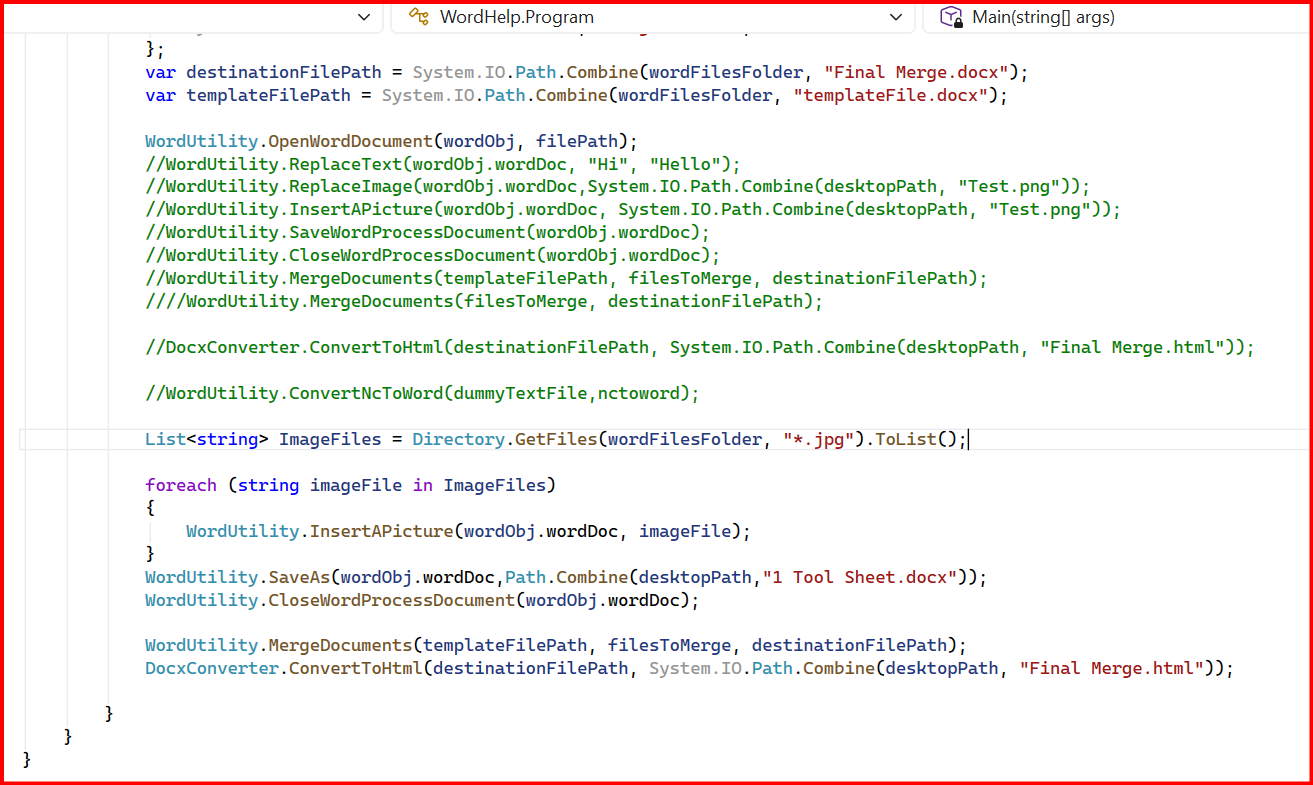 WordHelp.Program
Main(string[] args)
};
var destinationFilePath = System.IO.Path.Combine(wordFilesFolder, "Final Merge.docx");
var templateFilePath = System.IO.Path.Combine(wordFilesFolder, "templateFile.docx");
WordUtility.OpenWordDocument(wordObj, filePath);
//WordUtility.ReplaceText(wordObj.wordDoc, "Hi", "Hello");
//WordUtility.ReplaceImage(wordObj.wordDoc,System.IO.Path.Combine(desktopPath, "Test.png"));
//WordUtility.InsertAPicture(wordObj.wordDoc, System.IO.Path.Combine(desktopPath, "Test.png"));
//WordUtility.SaveWordProcessDocument(wordObj.wordDoc);
//WordUtility.CloseWordProcessDocument(wordObj.wordDoc);
//WordUtility.MergeDocuments(templateFilePath, filesToMerge, destinationFilePath);
////WordUtility.MergeDocuments(filesToMerge, destinationFilePath);
//DocxConverter.ConvertToHtml(destinationFilePath, System.IO.Path.Combine(desktopPath, "Final Merge.html"));
//WordUtility.ConvertNcToWord(dummyTextFile,nctoword);
List<string> ImageFiles = Directory.GetFiles(wordFilesFolder, "*.jpg").ToList();
foreach (string imageFile in ImageFiles)
{
WordUtility.InsertAPicture(wordObj.wordDoc, imageFile);
}
WordUtility.SaveAs(wordObj.wordDoc,Path.Combine(desktopPath,"1 Tool Sheet.docx"));
WordUtility.CloseWordProcessDocument(wordObj.wordDoc);
WordUtility.MergeDocuments(templateFilePath, filesToMerge, destinationFilePath);
DocxConverter.ConvertToHtml(destinationFilePath, System.IO.Path.Combine(desktopPath, "Final Merge.html"));
}
}
}